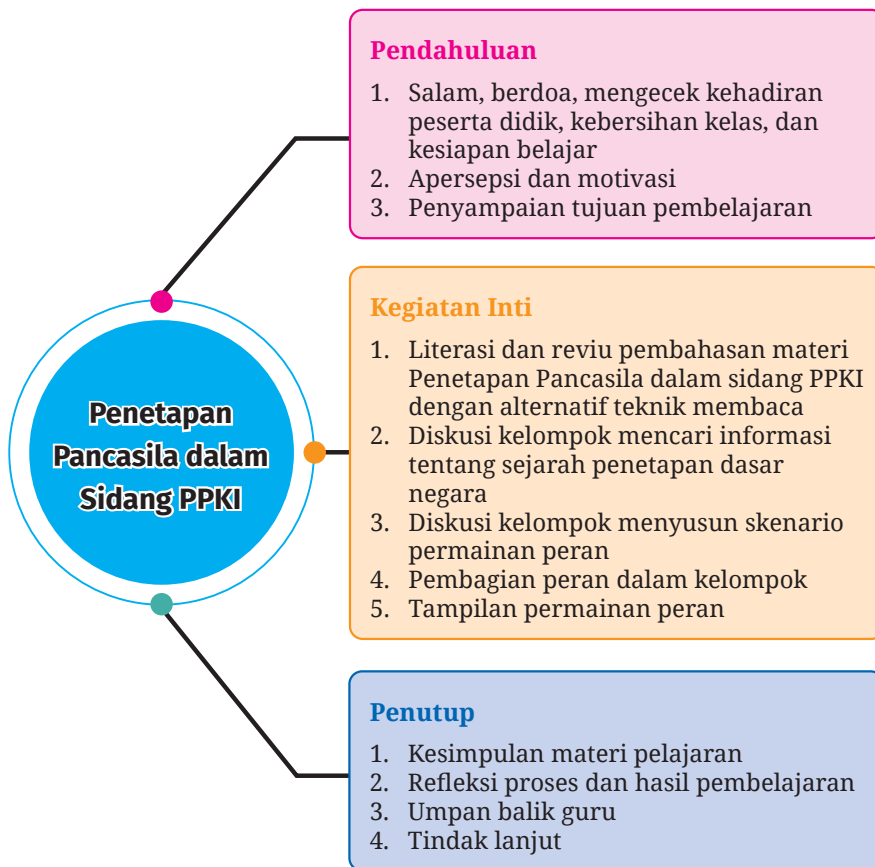 Pendahuluan
1. Salam, berdoa, mengecek kehadiran
peserta didik, kebersihan kelas, dan
kesiapan belajar
2. Apersepsi dan motivasi
3. Penyampaian tujuan pembelajaran
Penetapan
Pancasila dalam
Sidang PPKI
Kegiatan Inti
1. Literasi dan reviu pembahasan materi
Penetapan Pancasila dalam sidang PPKI
dengan alternatif teknik membaca
2. Diskusi kelompok mencari informasi
tentang sejarah penetapan dasar
negara
3. Diskusi kelompok menyusun skenario
permainan peran
4. Pembagian peran dalam kelompok
5. Tampilan permainan peran
Penutup
1. Kesimpulan materi pelajaran
2. Refleksi proses dan hasil pembelajaran
3. Umpan balik guru
4. Tindak lanjut